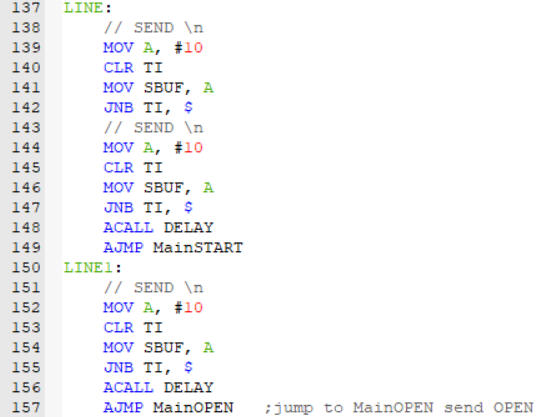 137 LINE:
138 // SEND \n
139 MOV A, #10
140 CLR TI
141 MOV SBUF, A
142 JNB TI, $
143 // SEND \n
144 MOV A, #10
145 CLR TI
146 MOV SBUF, A
147 JNB TI, $
148 ACALL DELAY
149 AJMP MainSTART
150 LINE1:
151 // SEND \n
152 MOV A, #10
153 CLR TI
154 MOV SBUF, A
155 JNB TI, $
156 ACALL DELAY
157 AJMP MainOPEN ;jump to MainOPEN send OPEN